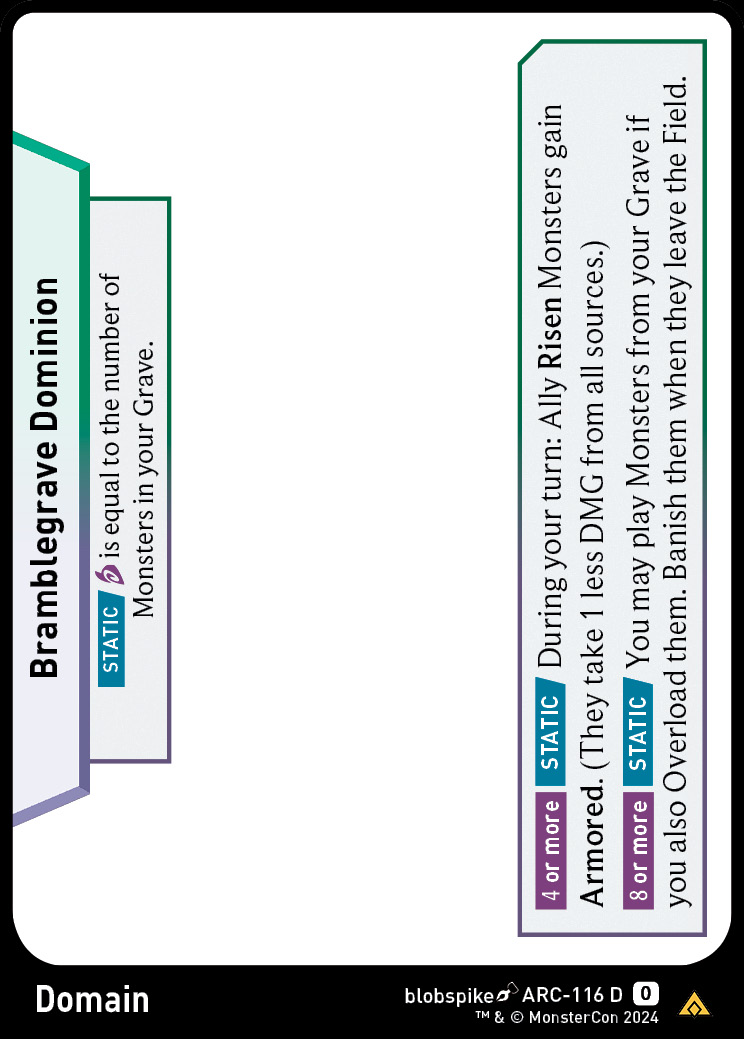 Bramblegrave Dominion
STATIC is equal to the number of
Monsters in your Grave.
4 or more STATIC During your turn: Ally Risen Monsters gain
Armored. (They take 1 less DMG from all sources.)
8 or more STATIC You may play Monsters from your Grave if
you also Overload them. Banish them when they leave the Field.
Domain
blobspike ARC-116 D 0
™ & © MonsterCon 2024